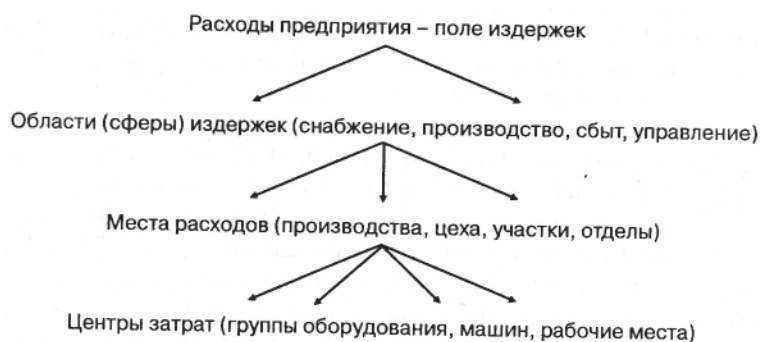 Расходы предприятия – поле издержек
Области (сферы) издержек (снабжение, производство, сбыт, управление)
Места расходов (производства, цеха, участки, отделы)
Центры затрат (группы оборудования, машин, рабочие места)